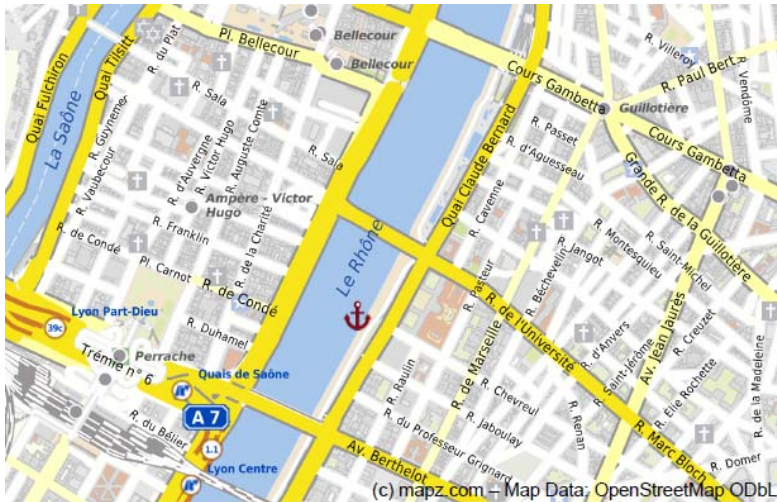 Quai Fulchiron
Quai Tilsitt
La Saône
R. du Plat
Pl. Bellecour
Bellecour
Bellecour
R. Sala
R. Guynemer
R. Vaubecour
R. d'Auvergne
R. Victor Hugo
R. Auguste Comte
R. Sala
Ampère - Victor
Hugo
R. Franklin
R. de la Charité
R. de Condé
Pl. Carnot
R. de Condé
Lyon Part-Dieu
39c
R. Duhamel
Perrache
Trémie n° 6
Quais de Saône
A 7
R. du Bélier
1.1
Lyon Centre
Le Rhône
Quai Claude Bernard
Cours Gambetta
Guillotière
R. Villeroy
R. Paul Bert
R. Vendôme
Cours Gambetta
R. Passet
R. d'Aguesseau
Grande R. de la Guillotière
R. Cavenne
R. Montesquieu
R. Saint-Michel
R. Jangot
R. Béchevelin
R. Pasteur
R. de l'Université
R. de Marseille
R. d'Anvers
R. Saint-Jérôme
Av. Jean Jaurès
R. Creuzet
R. Elie Rochette
R. de la Madeleine
R. Raulin
R. Chevreul
R. Jaboulay
R. du Professeur Grignard
R. Renan
R. Marc Bloch
R. Domer
Av. Berthelot
(c) mapz.com – Map Data: OpenStreetMap ODbL